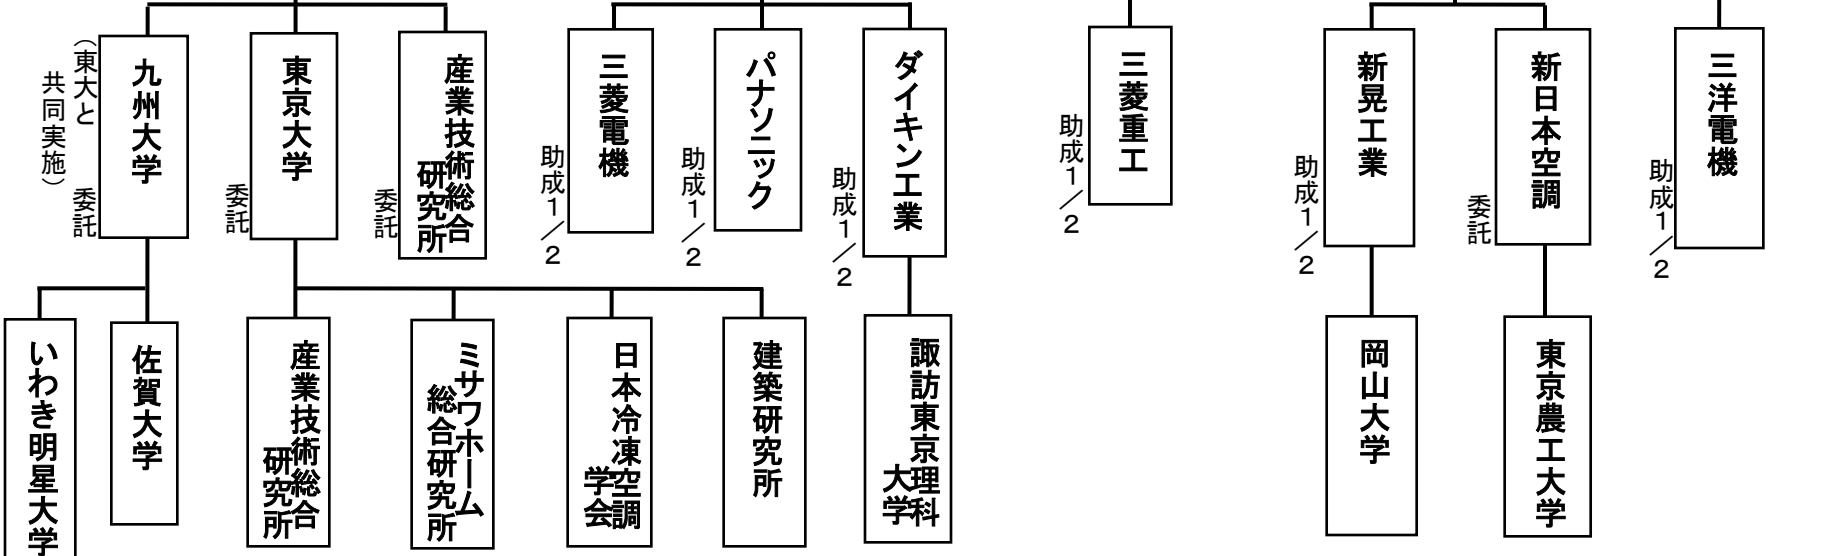 九州大学
(東大と
共同実施)
委託
東京大学
委託
産業技術総合
研究所
委託
三菱電機
助成1/2
パナソニック
助成1/2
ダイキン工業
助成1/2
三菱重工
助成1/2
新晃工業
助成1/2
新日本空調
委託
三洋電機
助成1/2
いわき明星大学
佐賀大学
産業技術総合
研究所
ミサワホーム
総合研究所
日本冷凍空調
学会
建築研究所
諏訪東京理科
大学
岡山大学
東京農工大学